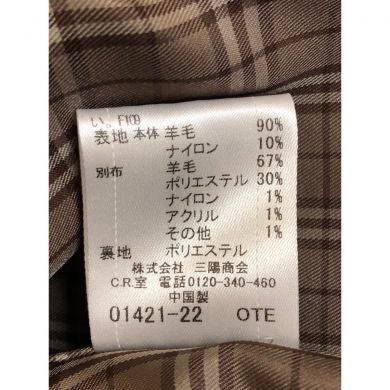 い。F109
表地 本体 羊毛 90%
ナイロン 10%
別布 羊毛 67%
ポリエステル 30%
ナイロン 1%
アクリル 1%
その他 1%
裏地 ポリエステル
株式会社 三陽商会
C.R.室 電話0120-340-460
中国製
01421-22 OTE